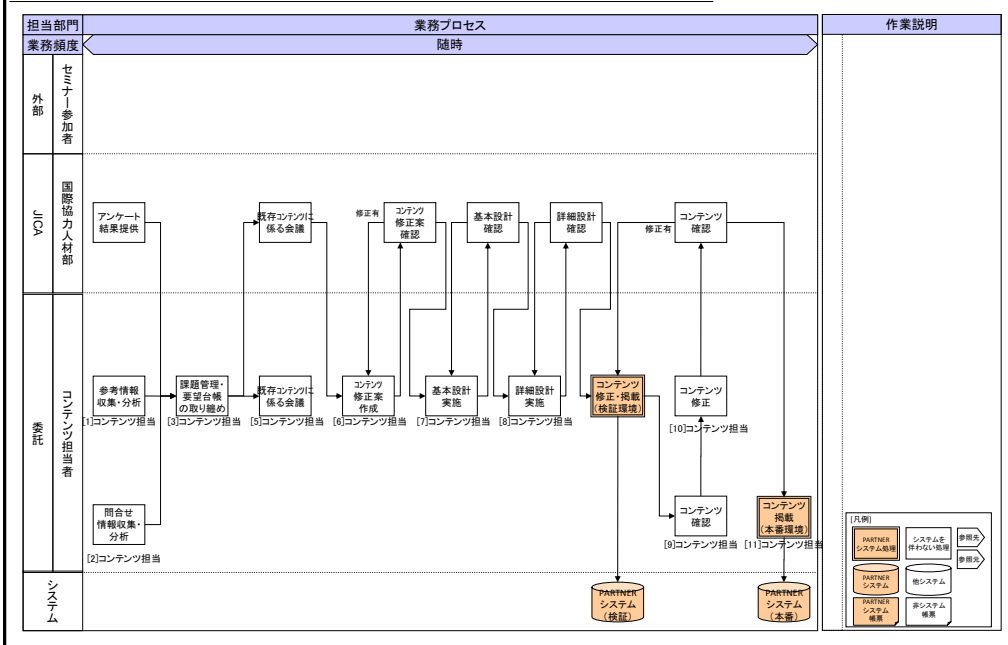 担当部門
業務プロセス
作業説明
業務頻度
随時
外部
セミナー参加者
JICA
国際協力人材部
アンケート
結果提供
既存コンテンツに
係る会議
修正有
コンテンツ
修正案
確認
基本設計
確認
詳細設計
確認
修正有
コンテンツ
確認
委託
コンテンツ担当者
参考情報
収集・分析
[1]コンテンツ担当
課題管理・
要望台帳
の取り纏め
[3]コンテンツ担当
既存コンテンツに
係る会議
[5]コンテンツ担当
コンテンツ
修正案
作成
[6]コンテンツ担当
基本設計
実施
[7]コンテンツ担当
詳細設計
実施
[8]コンテンツ担当
コンテンツ
修正・掲載
(検証環境)
コンテンツ
修正
[10]コンテンツ担当
問合せ
情報収集・
分析
[2]コンテンツ担当
コンテンツ
確認
[9]コンテンツ担当
コンテンツ
掲載
(本番環境)
[11]コンテンツ担当
システム
PARTNER
システム
(検証)
PARTNER
システム
(本番)
[凡例]
PARTNER
システム処理
システムを
伴わない処理
参照先
参照元
PARTNER
システム
他システム
PARTNER
システム
帳票
非システム
帳票